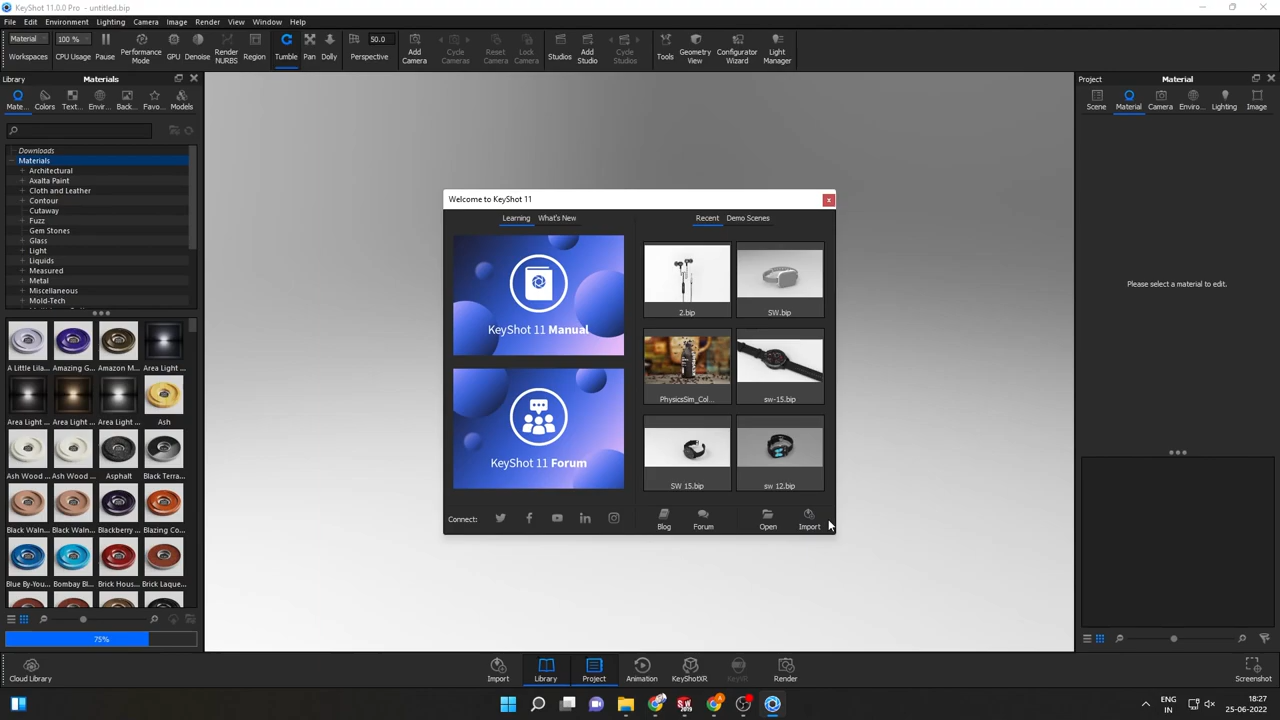 KeyShot 11.0.0 Pro - untitled.bip
File Edit Environment Lighting Camera Image Render View Window Help
Material 100 % 50.0
Workspaces CPU Usage Pause Performance Mode GPU Denoise Render NURBS Region Tumble Pan Dolly Perspective Add Camera Cycle Cameras Reset Camera Lock Camera Studios Add Studio Cycle Studios Tools Geometry View Configurator Wizard Light Manager
Library Materials
Mate... Colors Text... Envir... Back... Favo... Models
Downloads
Materials
Architectural
Axalta Paint
Cloth and Leather
Contour
Cutaway
Fuzz
Gem Stones
Glass
Light
Liquids
Measured
Metal
Miscellaneous
Mold-Tech
A Little Lila... Amazing G... Amazon M... Area Light ...
Area Light ... Area Light ... Area Light ... Ash
Ash Wood ... Ash Wood ... Asphalt Black Terra...
Black Waln... Black Waln... Blackberry ... Blazing Co...
Blue By-You... Bombay Bl... Brick Hous... Brick Laque...
75%
Welcome to KeyShot 11
Learning What's New Recent Demo Scenes
KeyShot 11 Manual
KeyShot 11 Forum
2.bip SW.bip
PhysicsSim_Col... sw-15.bip
SW 15.bip sw 12.bip
Connect: Blog Forum Open Import
Project Material
Scene Material Camera Enviro... Lighting Image
Please select a material to edit.
Cloud Library Import Library Project Animation KeyShotXR KeyVR Render Screenshot
ENG
IN
18:27
25-06-2022